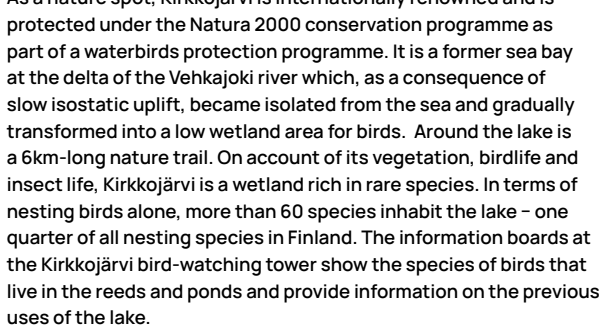 As a nature spot, Kirkkojärvi is internationally renowned and is
protected under the Natura 2000 conservation programme as
part of a waterbirds protection programme. It is a former sea bay
at the delta of the Vehkajoki river which, as a consequence of
slow isostatic uplift, became isolated from the sea and gradually
transformed into a low wetland area for birds.  Around the lake is
a 6km-long nature trail. On account of its vegetation, birdlife and
insect life, Kirkkojärvi is a wetland rich in rare species. In terms of
nesting birds alone, more than 60 species inhabit the lake – one
quarter of all nesting species in Finland. The information boards at
the Kirkkojärvi bird-watching tower show the species of birds that
live in the reeds and ponds and provide information on the previous
uses of the lake.